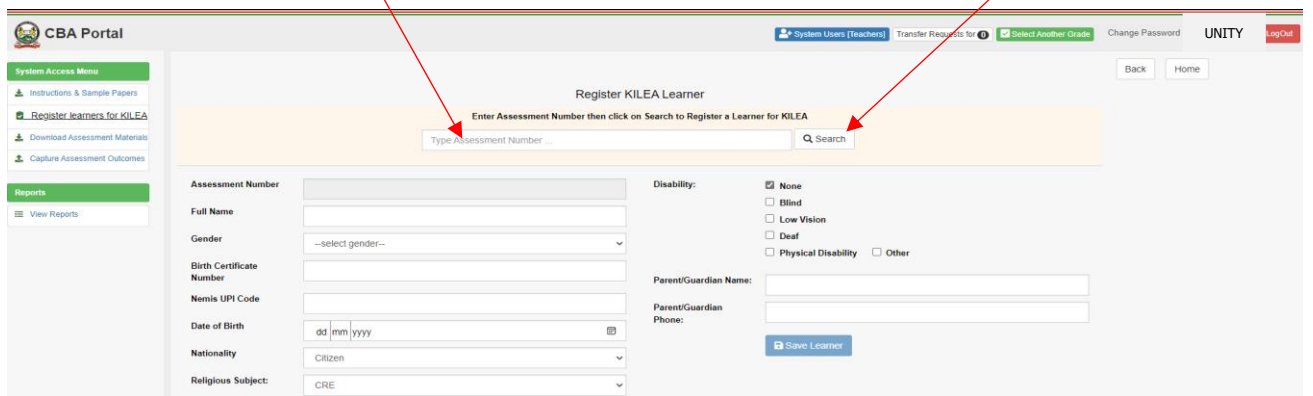 CBA Portal
System Users [Teachers] Transfer Requests for 0 Select Another Grade Change Password UNITY LogOut
System Access Menu
Instructions & Sample Papers
Register learners for KILEA
Download Assessment Materials
Capture Assessment Outcomes
Reports
View Reports
Back Home
Register KILEA Learner
Enter Assessment Number then click on Search to Register a Learner for KILEA
Type Assessment Number ... Search
Assessment Number
Full Name
Gender --select gender--
Birth Certificate
Number
Nemis UPI Code
Date of Birth dd mm yyyy
Nationality Citizen
Religious Subject: CRE
Disability: None
Blind
Low Vision
Deaf
Physical Disability Other
Parent/Guardian Name:
Parent/Guardian
Phone:
Save Learner